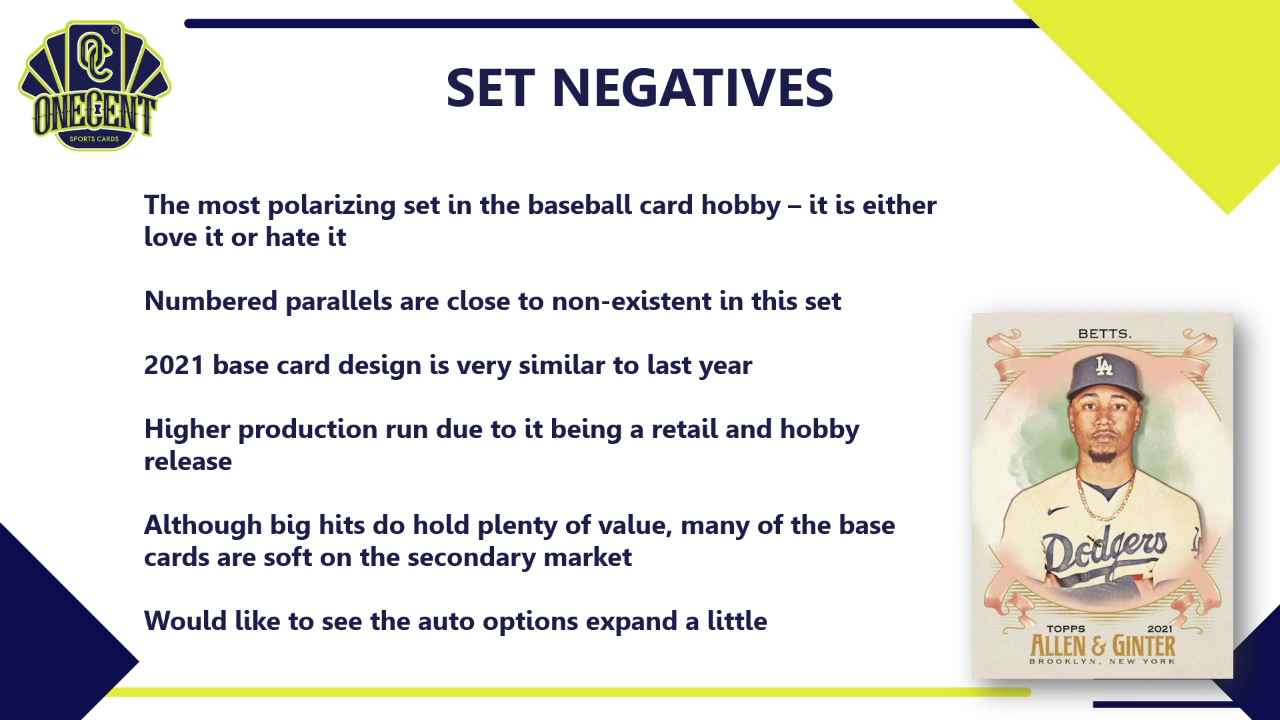 OC
ONECENT
SPORTS CARDS
SET NEGATIVES
The most polarizing set in the baseball card hobby – it is either
love it or hate it
Numbered parallels are close to non-existent in this set
2021 base card design is very similar to last year
Higher production run due to it being a retail and hobby
release
Although big hits do hold plenty of value, many of the base
cards are soft on the secondary market
Would like to see the auto options expand a little
BETTS.
LA
Dodgers
TOPPS 2021
ALLEN & GINTER
BROOKLYN, NEW YORK